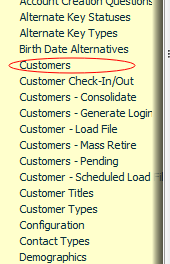 Account Creation Questions
Alternate Key Statuses
Alternate Key Types
Birth Date Alternatives
Customers
Customer Check-In/Out
Customers - Consolidate
Customers - Generate Login
Customer - Load File
Customers - Mass Retire
Customers - Pending
Customer - Scheduled Load Fil
Customer Titles
Customer Types
Configuration
Contact Types
Demographics